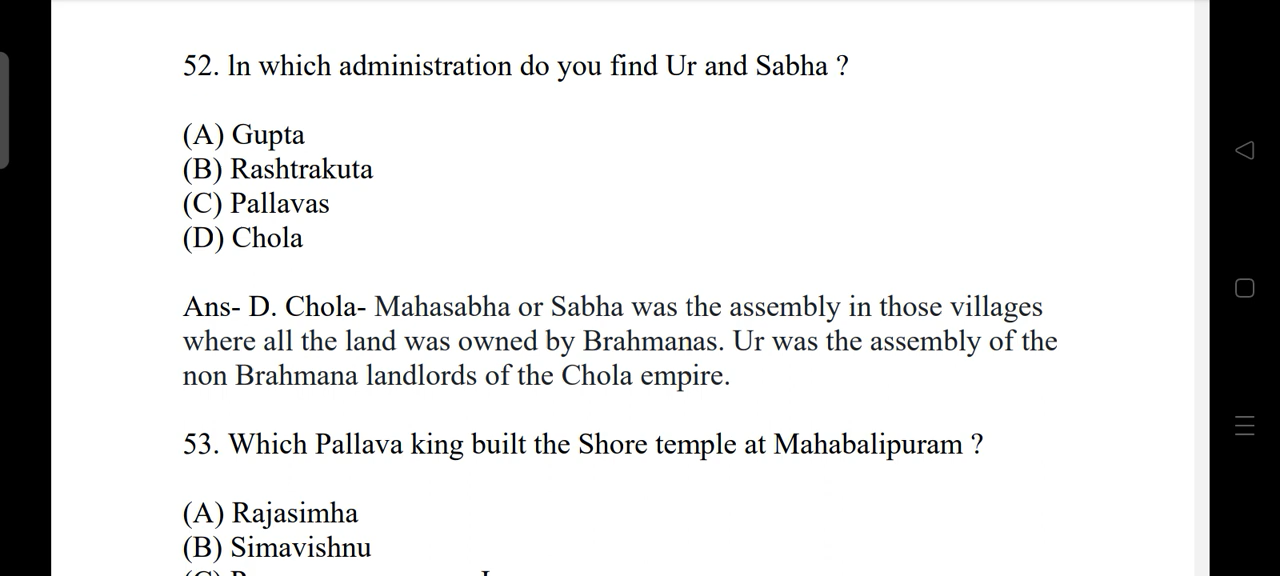 52. ln which administration do you find Ur and Sabha ?
(A) Gupta
(B) Rashtrakuta
(C) Pallavas
(D) Chola
Ans- D. Chola- Mahasabha or Sabha was the assembly in those villages
where all the land was owned by Brahmanas. Ur was the assembly of the
non Brahmana landlords of the Chola empire.
53. Which Pallava king built the Shore temple at Mahabalipuram ?
(A) Rajasimha
(B) Simavishnu